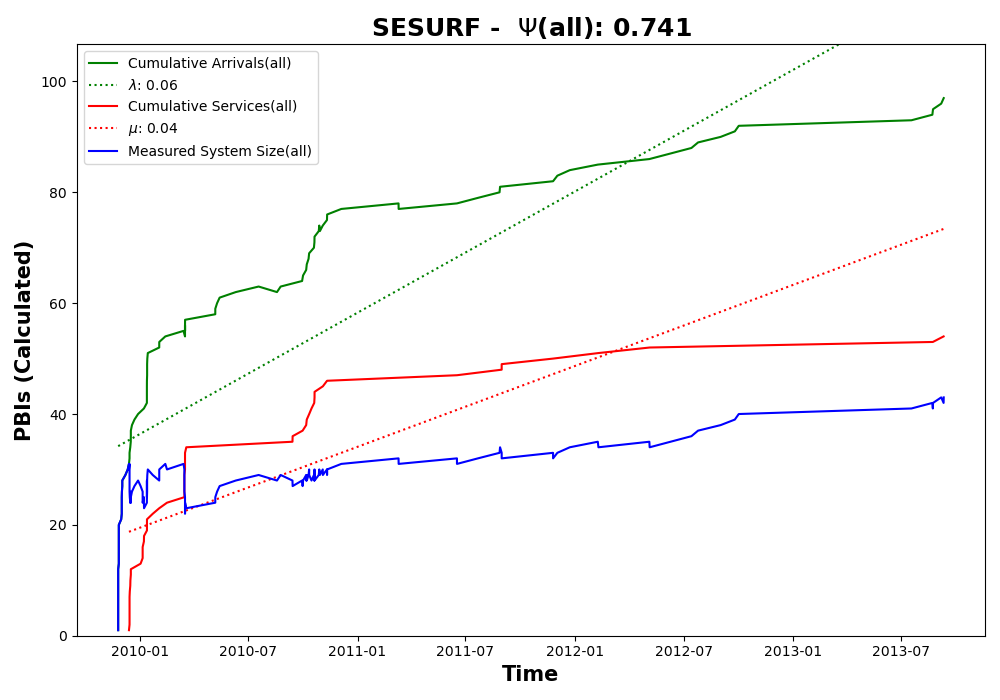 SESURF -  Ψ(all): 0.741
Cumulative Arrivals(all)
λ: 0.06
Cumulative Services(all)
μ: 0.04
Measured System Size(all)
PBIs (Calculated)
100
80
60
40
20
0
2010-01 2010-07 2011-01 2011-07 2012-01 2012-07 2013-01 2013-07
Time